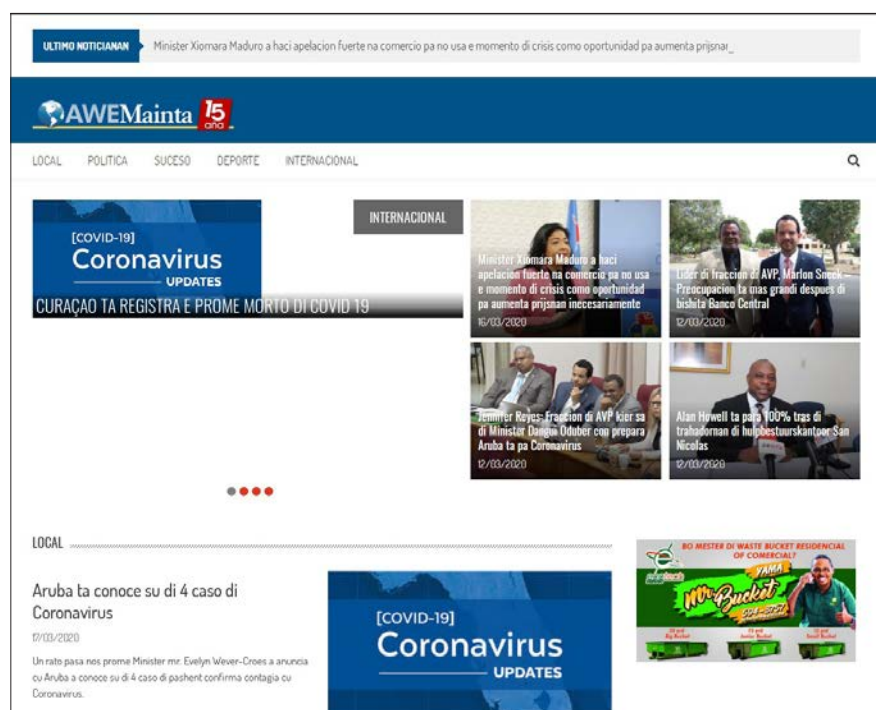 ULTIMO NOTICIANAN
Minister Xiomara Maduro a haci apelacion fuerte na comercio pa no usa e momento di crisis como oportunidad pa aumenta prijsnan_
AWEMainta 15
aña
LOCAL POLITICA SUCESO DEPORTE INTERNACIONAL
[COVID-19]
Coronavirus
UPDATES
INTERNACIONAL
CURAÇAO TA REGISTRA E PROME MORTO DI COVID 19
Minister Xiomara Maduro a haci
apelacion fuerte na comercio pa no usa
e momento di crisis como oportunidad
pa aumenta prijsnan inecesariamente
16/03/2020
Lider di fraccion di AVP, Marlon Sneek –
Preocupacion ta mas grandi despues di
bishita Banco Central
12/03/2020
Jennifer Reyes: Fraccion di AVP kier sa
di Minister Dangui Oduber con prepara
Aruba ta pa Coronavirus
12/03/2020
Alan Howell ta para 100% tras di
trahadornan di hulpbestuurskantoor San
Nicolas
12/03/2020
LOCAL
Aruba ta conoce su di 4 caso di
Coronavirus
17/03/2020
Un rato pasa nos prome Minister mr. Evelyn Wever-Croes a anuncia
cu Aruba a conoce su di 4 caso di pashent confirma contagia cu
Coronavirus.
[COVID-19]
Coronavirus
UPDATES
BO MESTER DI WASTE BUCKET RESIDENCIAL
OF COMERCIAL?
YAMA
Mr. Bucket